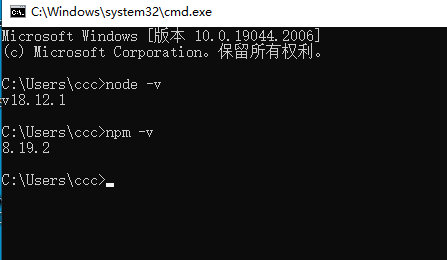 C:\Windows\system32\cmd.exe
Microsoft Windows [版本 10.0.19044.2006]
(c) Microsoft Corporation。保留所有权利。
C:\Users\ccc>node -v
v18.12.1
C:\Users\ccc>npm -v
8.19.2
C:\Users\ccc>